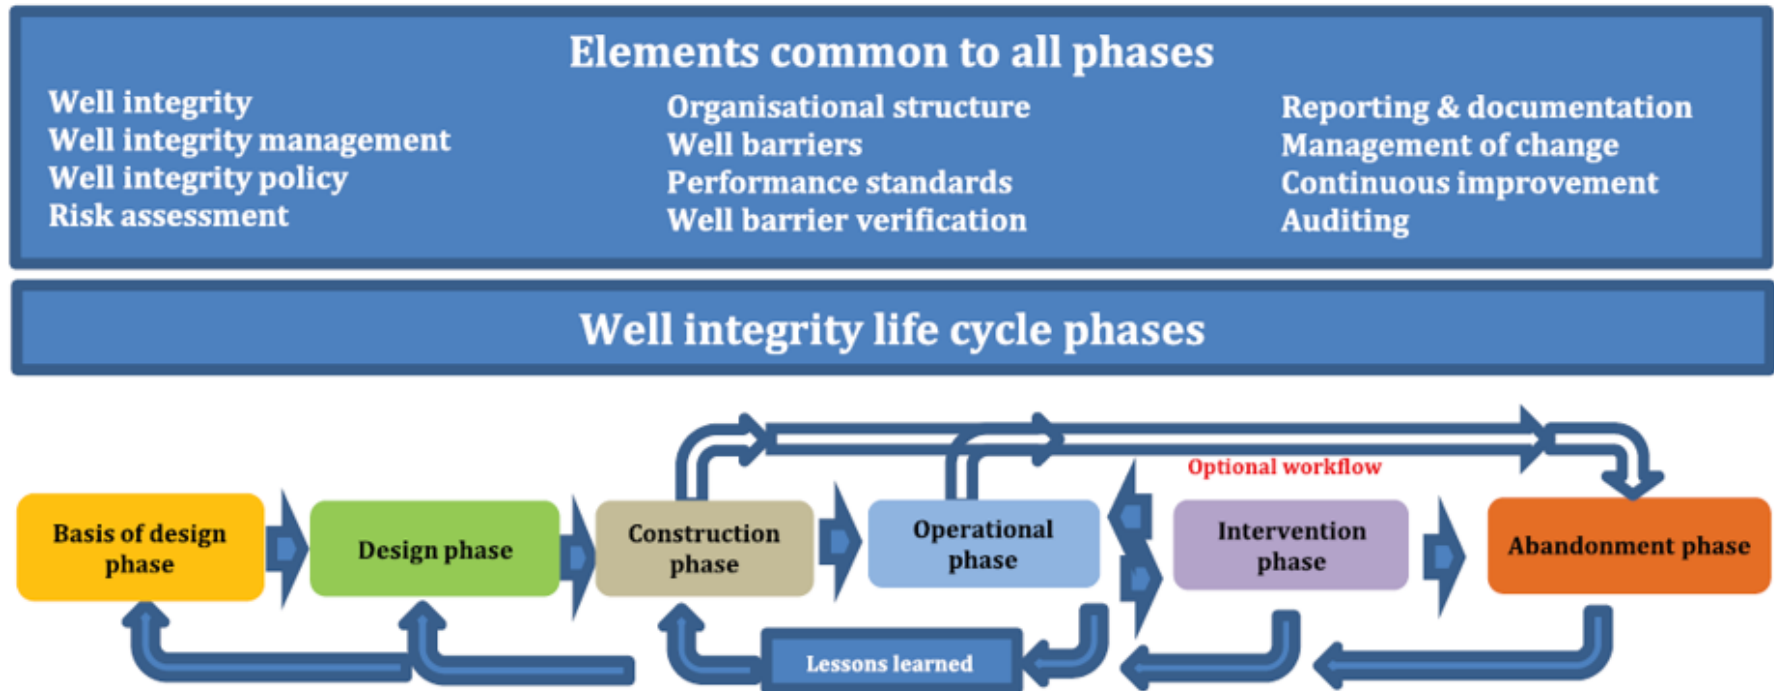 Elements common to all phases
Well integrity
Well integrity management
Well integrity policy
Risk assessment
Organisational structure
Well barriers
Performance standards
Well barrier verification
Reporting & documentation
Management of change
Continuous improvement
Auditing
Well integrity life cycle phases
Optional workflow
Basis of design
phase
Design phase
Construction
phase
Operational
phase
Intervention
phase
Abandonment phase
Lessons learned